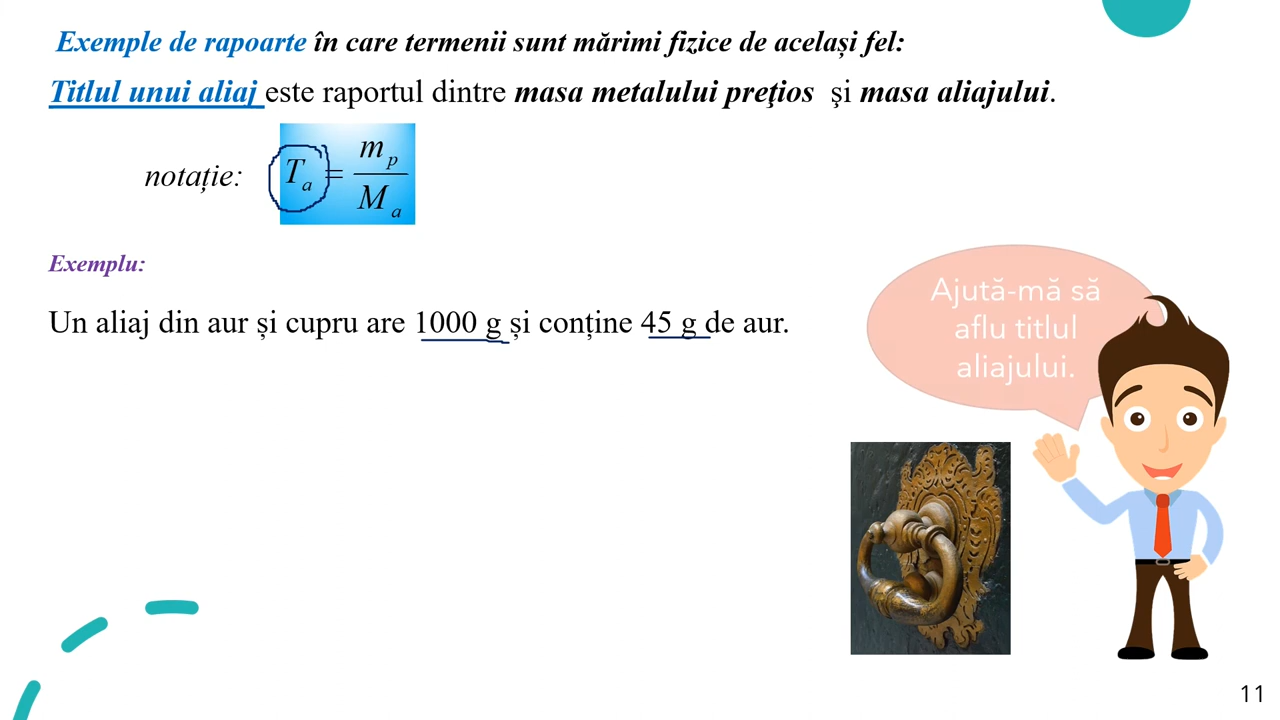 Exemple de rapoarte în care termenii sunt mărimi fizice de același fel:
Titlul unui aliaj este raportul dintre masa metalului preţios şi masa aliajului.
notație: T_a = m_p / M_a
Exemplu:
Un aliaj din aur și cupru are 1000 g și conține 45 g de aur.
Ajută-mă să
aflu titlul
aliajului.
11